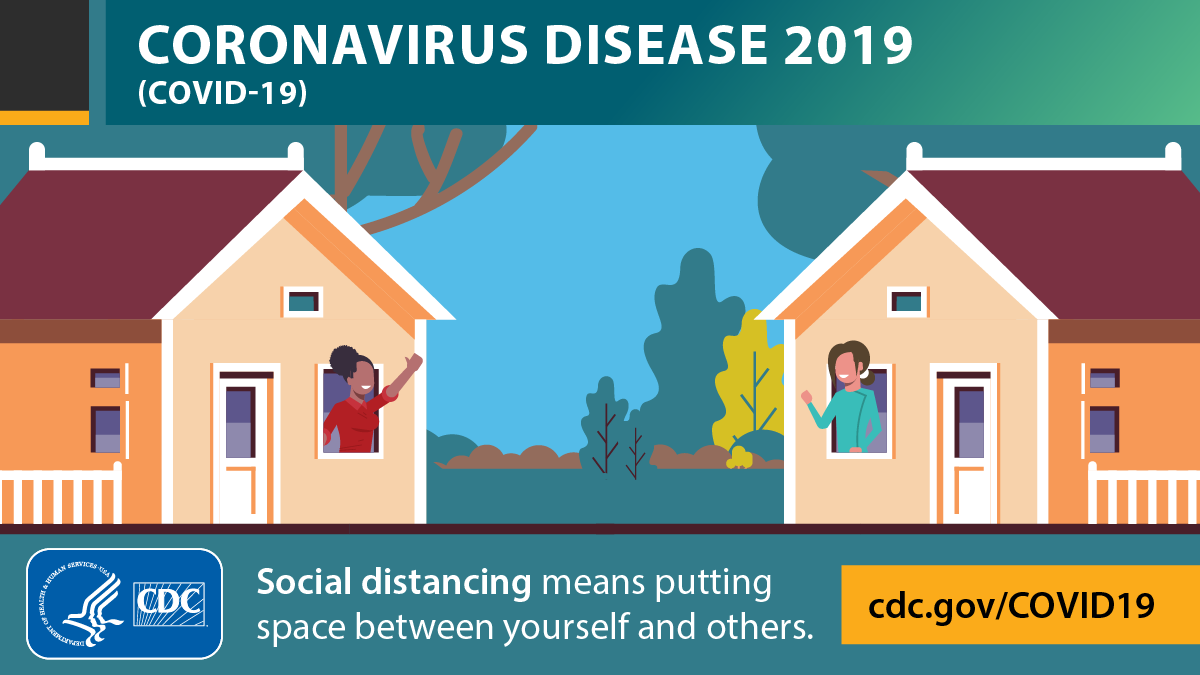 CORONAVIRUS DISEASE 2019
(COVID-19)
DEPARTMENT OF HEALTH & HUMAN SERVICES · USA
CDC
Social distancing means putting
space between yourself and others.
cdc.gov/COVID19